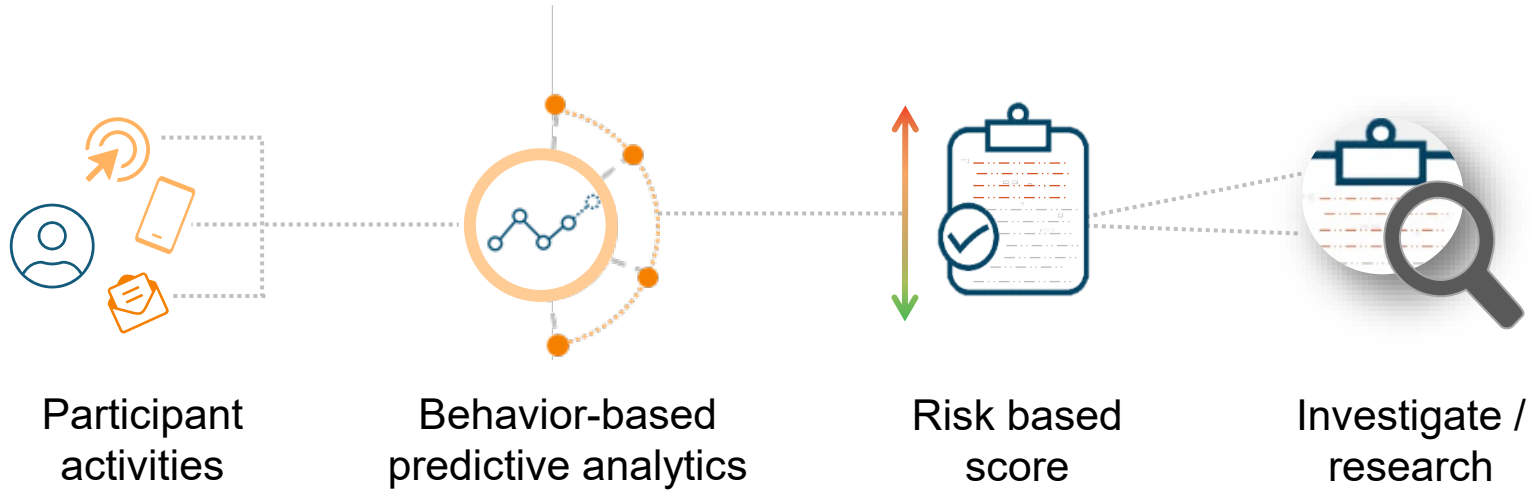 Participant
activities
Behavior-based
predictive analytics
Risk based
score
Investigate /
research